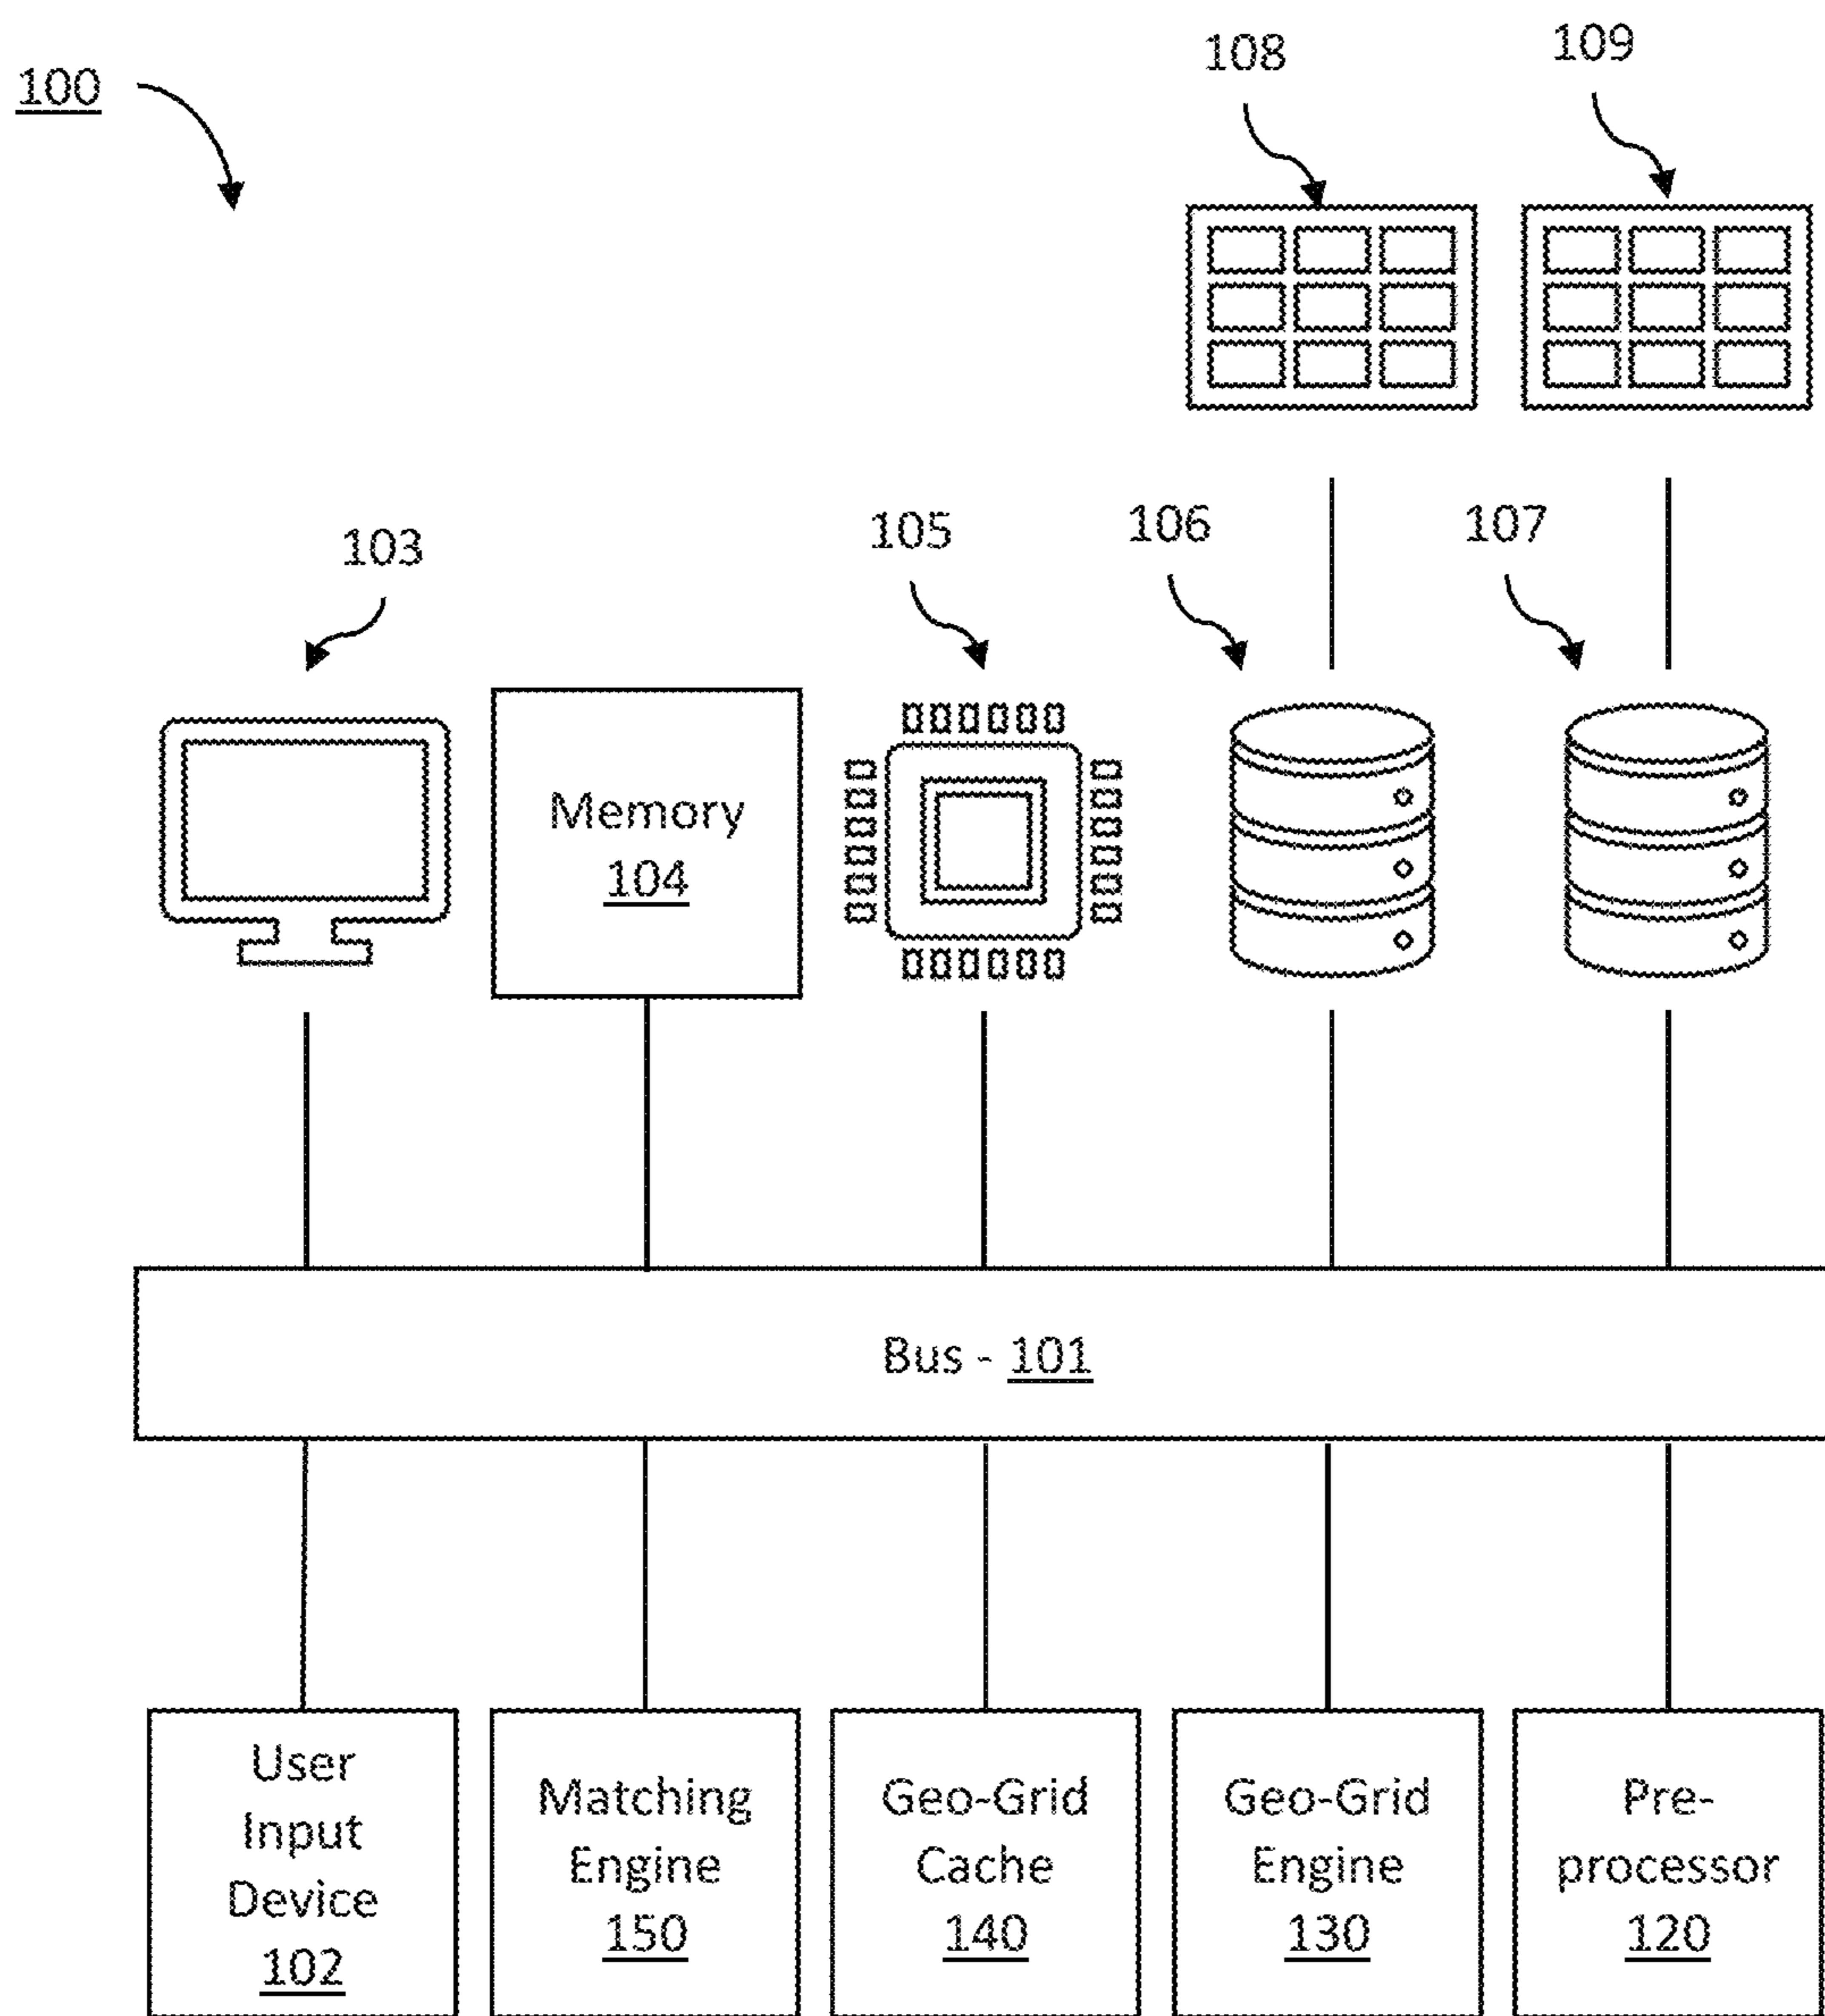 100
108
109
103
105
106
107
Memory
104
Bus - 101
User
Input
Device
102
Matching
Engine
150
Geo-Grid
Cache
140
Geo-Grid
Engine
130
Pre-
processor
120